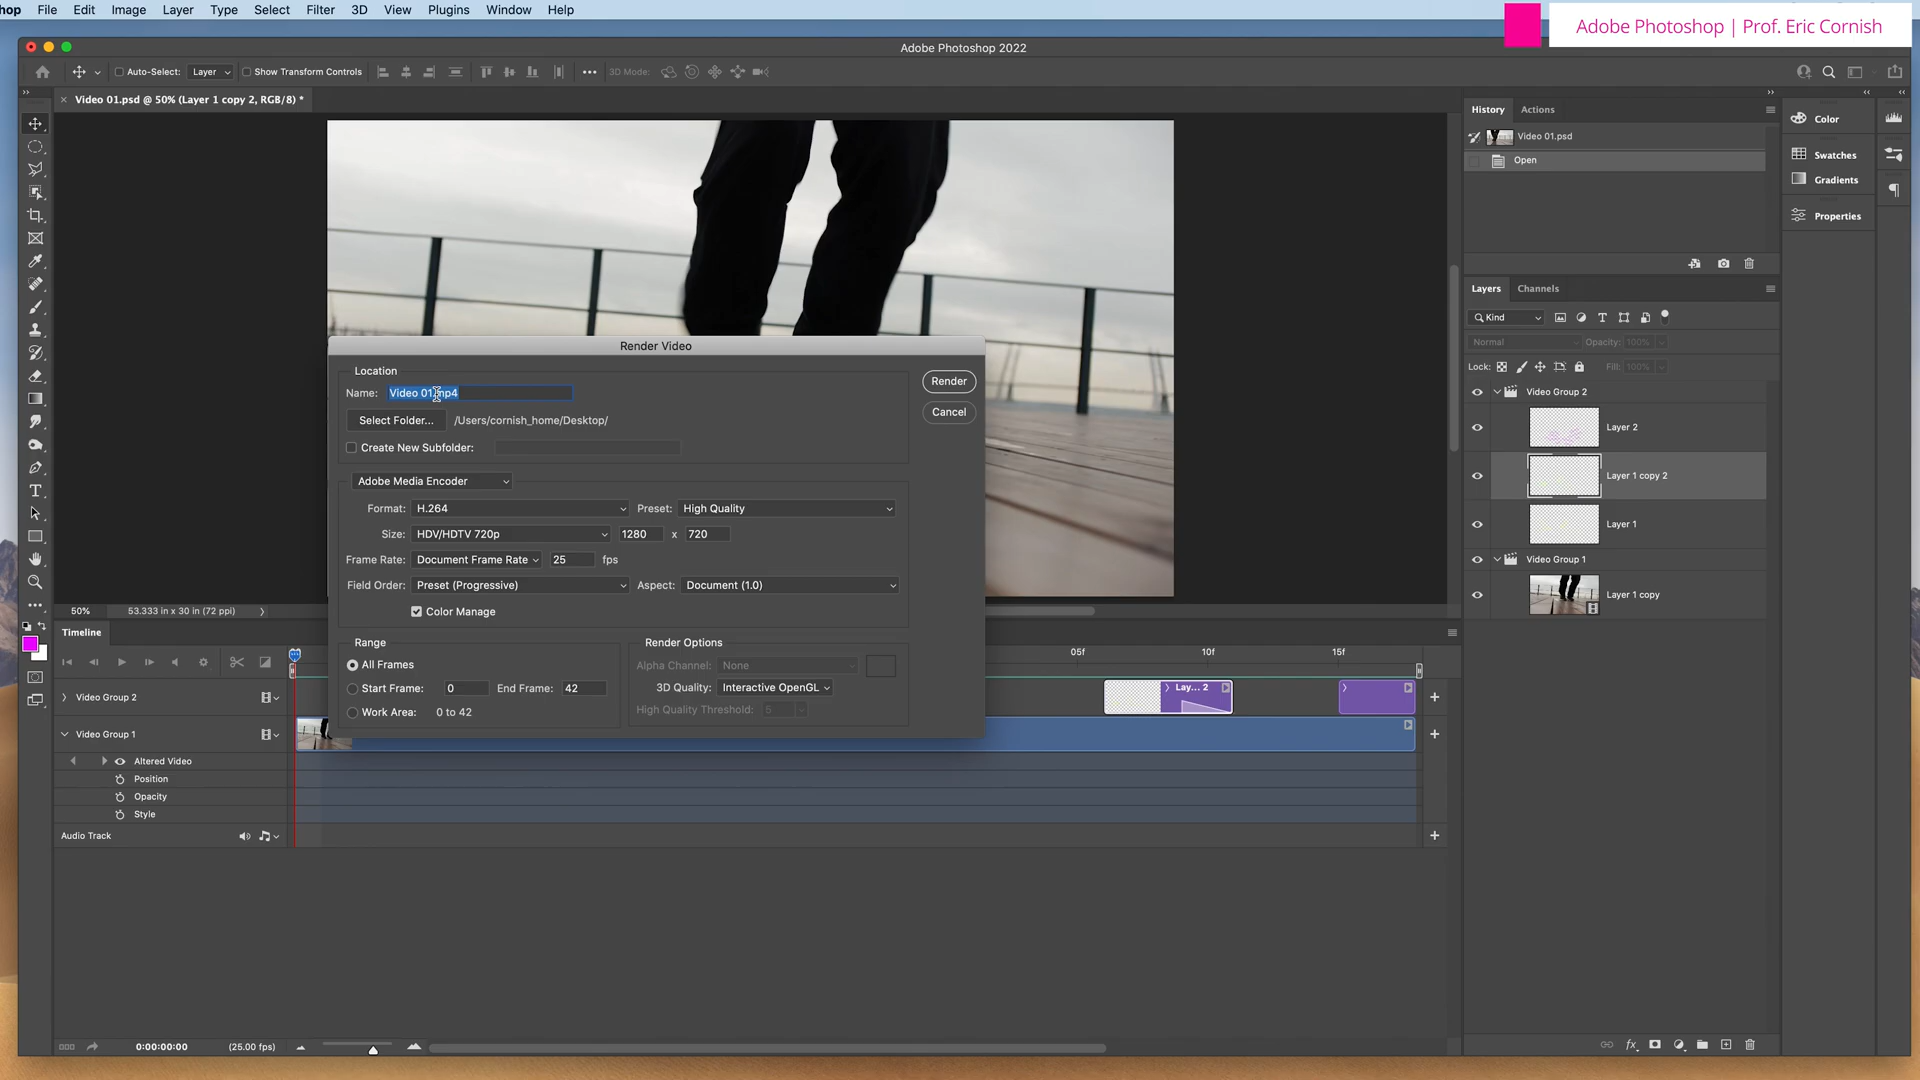 hop File Edit Image Layer Type Select Filter 3D View Plugins Window Help
Adobe Photoshop | Prof. Eric Cornish
Adobe Photoshop 2022
Auto-Select: Layer Show Transform Controls 3D Mode:
Video 01.psd @ 50% (Layer 1 copy 2, RGB/8) *
History Actions
Video 01.psd
Open
Color
Swatches
Gradients
Properties
Layers Channels
Kind
Normal Opacity: 100%
Lock: Fill: 100%
Video Group 2
Layer 2
Layer 1 copy 2
Layer 1
Video Group 1
Layer 1 copy
Render Video
Location
Name: Video 01.mp4
Render
Select Folder... /Users/cornish_home/Desktop/
Cancel
Create New Subfolder:
Adobe Media Encoder
Format: H.264 Preset: High Quality
Size: HDV/HDTV 720p 1280 x 720
Frame Rate: Document Frame Rate 25 fps
Field Order: Preset (Progressive) Aspect: Document (1.0)
Color Manage
Range
All Frames
Start Frame: 0 End Frame: 42
Work Area: 0 to 42
Render Options
Alpha Channel: None
3D Quality: Interactive OpenGL
High Quality Threshold: 5
50% 53.333 in x 30 in (72 ppi)
Timeline
05f 10f 15f
Video Group 2
Lay... 2
Video Group 1
Altered Video
Position
Opacity
Style
Audio Track
0:00:00:00 (25.00 fps)
fx